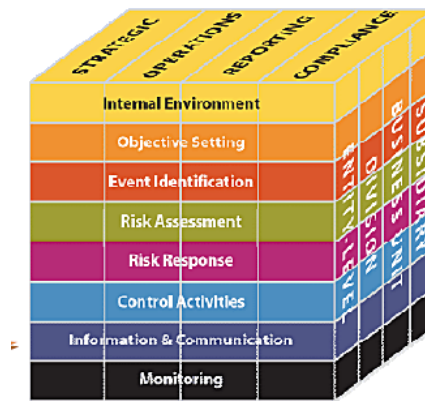 STRATEGIC
OPERATIONS
REPORTING
COMPLIANCE
Internal Environment
Objective Setting
Event Identification
Risk Assessment
Risk Response
Control Activities
Information & Communication
Monitoring
ENTITY-LEVEL
DIVISION
BUSINESS UNIT
SUBSIDIARY